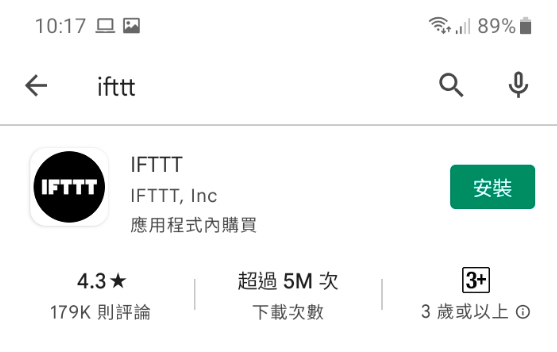 10:17 89%
ifttt
IFTTT
IFTTT
IFTTT, Inc
安裝
應用程式內購買
4.3★ 超過 5M 次 3+
179K 則評論 下載次數 3 歲或以上